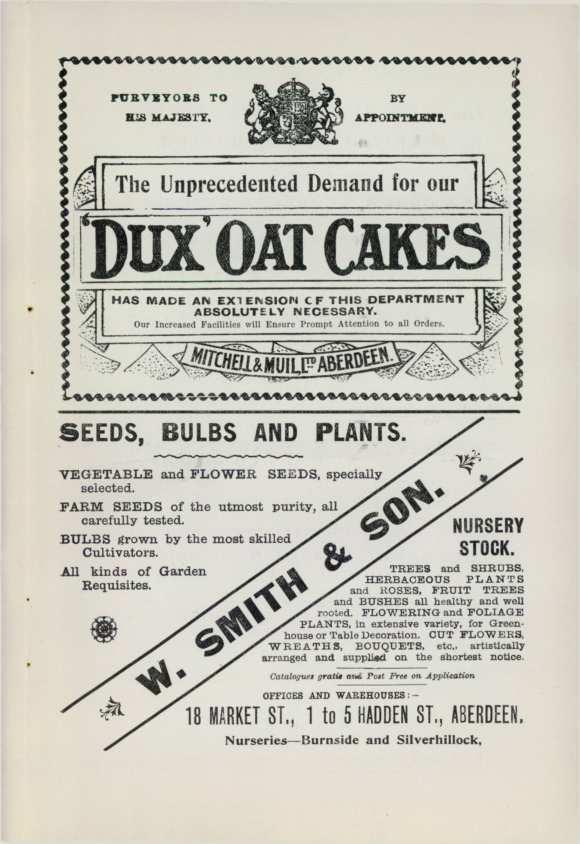 PURVEYORS TO
HIS MAJESTY,
BY
APPOINTMENT.
The Unprecedented Demand for our
'DUX' OAT CAKES
HAS MADE AN EXTENSION OF THIS DEPARTMENT
ABSOLUTELY NECESSARY.
Our Increased Facilities will Ensure Prompt Attention to all Orders.
MITCHELL & MUIL, LTD ABERDEEN.
SEEDS, BULBS AND PLANTS.
VEGETABLE and FLOWER SEEDS, specially
selected.
FARM SEEDS of the utmost purity, all
carefully tested.
BULBS grown by the most skilled
Cultivators.
All kinds of Garden
Requisites.
W. SMITH & SON.
NURSERY
STOCK.
TREES and SHRUBS,
HERBACEOUS PLANTS
and ROSES, FRUIT TREES
and BUSHES all healthy and well
rooted. FLOWERING and FOLIAGE
PLANTS, in extensive variety, for Green-
house or Table Decoration. CUT FLOWERS,
WREATHS, BOUQUETS, etc., artistically
arranged and supplied on the shortest notice.
Catalogues gratis and Post Free on Application
OFFICES AND WAREHOUSES:—
18 MARKET ST., 1 to 5 HADDEN ST., ABERDEEN,
Nurseries—Burnside and Silverhillock,